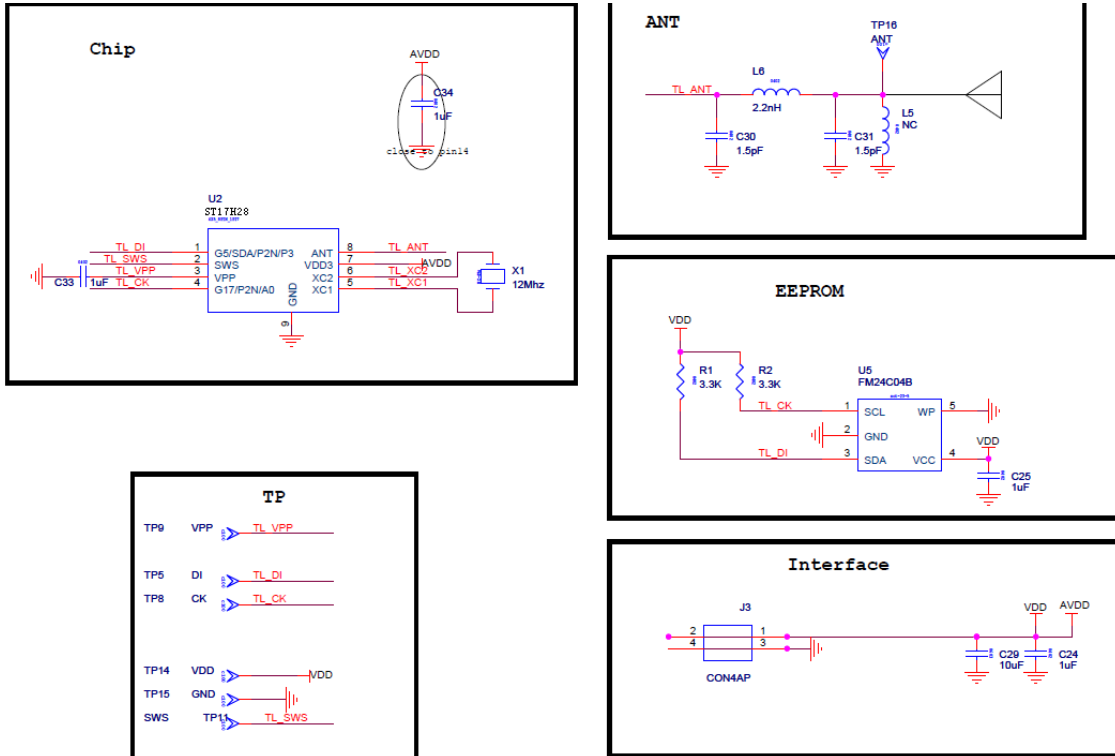 Chip
AVDD
C34
1uF
close to pin14
U2
ST17H28
TL_DI 1 G5/SDA/P2N/P3 ANT 8 TL_ANT
TL_SWS 2 SWS VDD3 7 AVDD
TL_VPP 3 VPP XC2 6 TL_XC2
TL_CK 4 G17/P2N/A0 XC1 5 TL_XC1
C33 1uF
GND
9
X1
12Mhz
ANT
TP16
ANT
L6
TL_ANT
2.2nH
L5
NC
C30
1.5pF
C31
1.5pF
EEPROM
VDD
R1
3.3K
R2
3.3K
U5
FM24C04B
TL_CK 1 SCL WP 5
2 GND
VDD
TL_DI 3 SDA VCC 4
C25
1uF
TP
TP9 VPP TL_VPP
TP5 DI TL_DI
TP8 CK TL_CK
TP14 VDD VDD
TP15 GND
SWS TP11 TL_SWS
Interface
J3
VDD AVDD
2 1
4 3
CON4AP
C29
10uF
C24
1uF